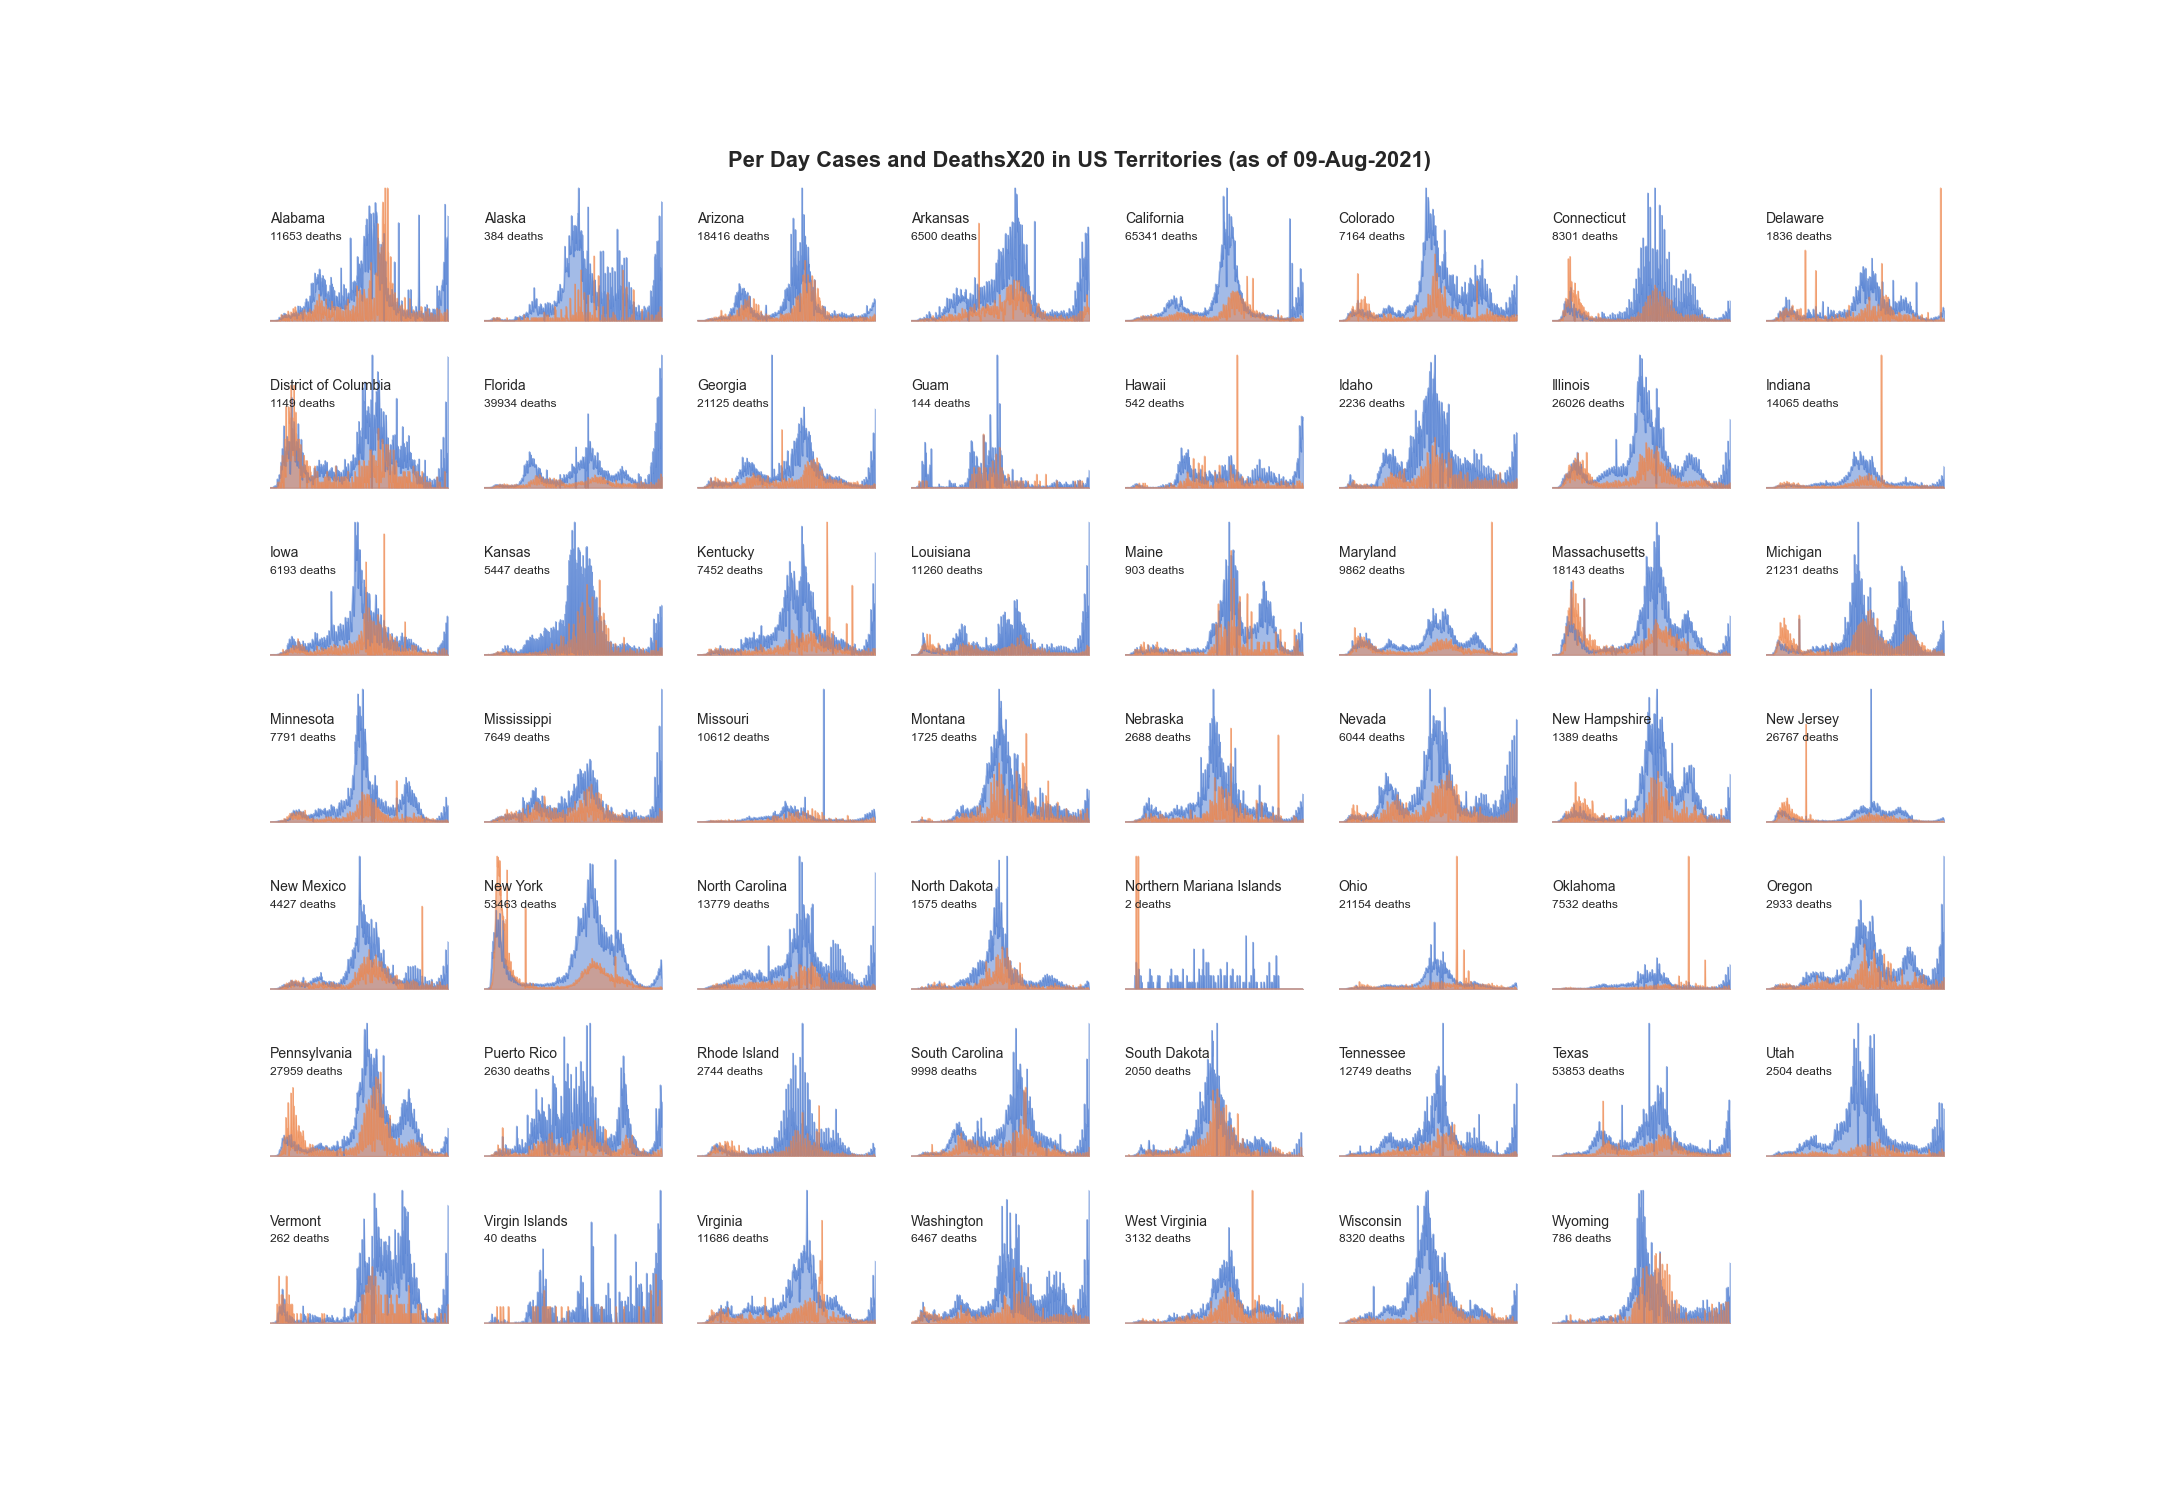 Per Day Cases and DeathsX20 in US Territories (as of 09-Aug-2021)
Alabama
11653 deaths
Alaska
384 deaths
Arizona
18416 deaths
Arkansas
6500 deaths
California
65341 deaths
Colorado
7164 deaths
Connecticut
8301 deaths
Delaware
1836 deaths
District of Columbia
1149 deaths
Florida
39934 deaths
Georgia
21125 deaths
Guam
144 deaths
Hawaii
542 deaths
Idaho
2236 deaths
Illinois
26026 deaths
Indiana
14065 deaths
Iowa
6193 deaths
Kansas
5447 deaths
Kentucky
7452 deaths
Louisiana
11260 deaths
Maine
903 deaths
Maryland
9862 deaths
Massachusetts
18143 deaths
Michigan
21231 deaths
Minnesota
7791 deaths
Mississippi
7649 deaths
Missouri
10612 deaths
Montana
1725 deaths
Nebraska
2688 deaths
Nevada
6044 deaths
New Hampshire
1389 deaths
New Jersey
26767 deaths
New Mexico
4427 deaths
New York
53463 deaths
North Carolina
13779 deaths
North Dakota
1575 deaths
Northern Mariana Islands
2 deaths
Ohio
21154 deaths
Oklahoma
7532 deaths
Oregon
2933 deaths
Pennsylvania
27959 deaths
Puerto Rico
2630 deaths
Rhode Island
2744 deaths
South Carolina
9998 deaths
South Dakota
2050 deaths
Tennessee
12749 deaths
Texas
53853 deaths
Utah
2504 deaths
Vermont
262 deaths
Virgin Islands
40 deaths
Virginia
11686 deaths
Washington
6467 deaths
West Virginia
3132 deaths
Wisconsin
8320 deaths
Wyoming
786 deaths